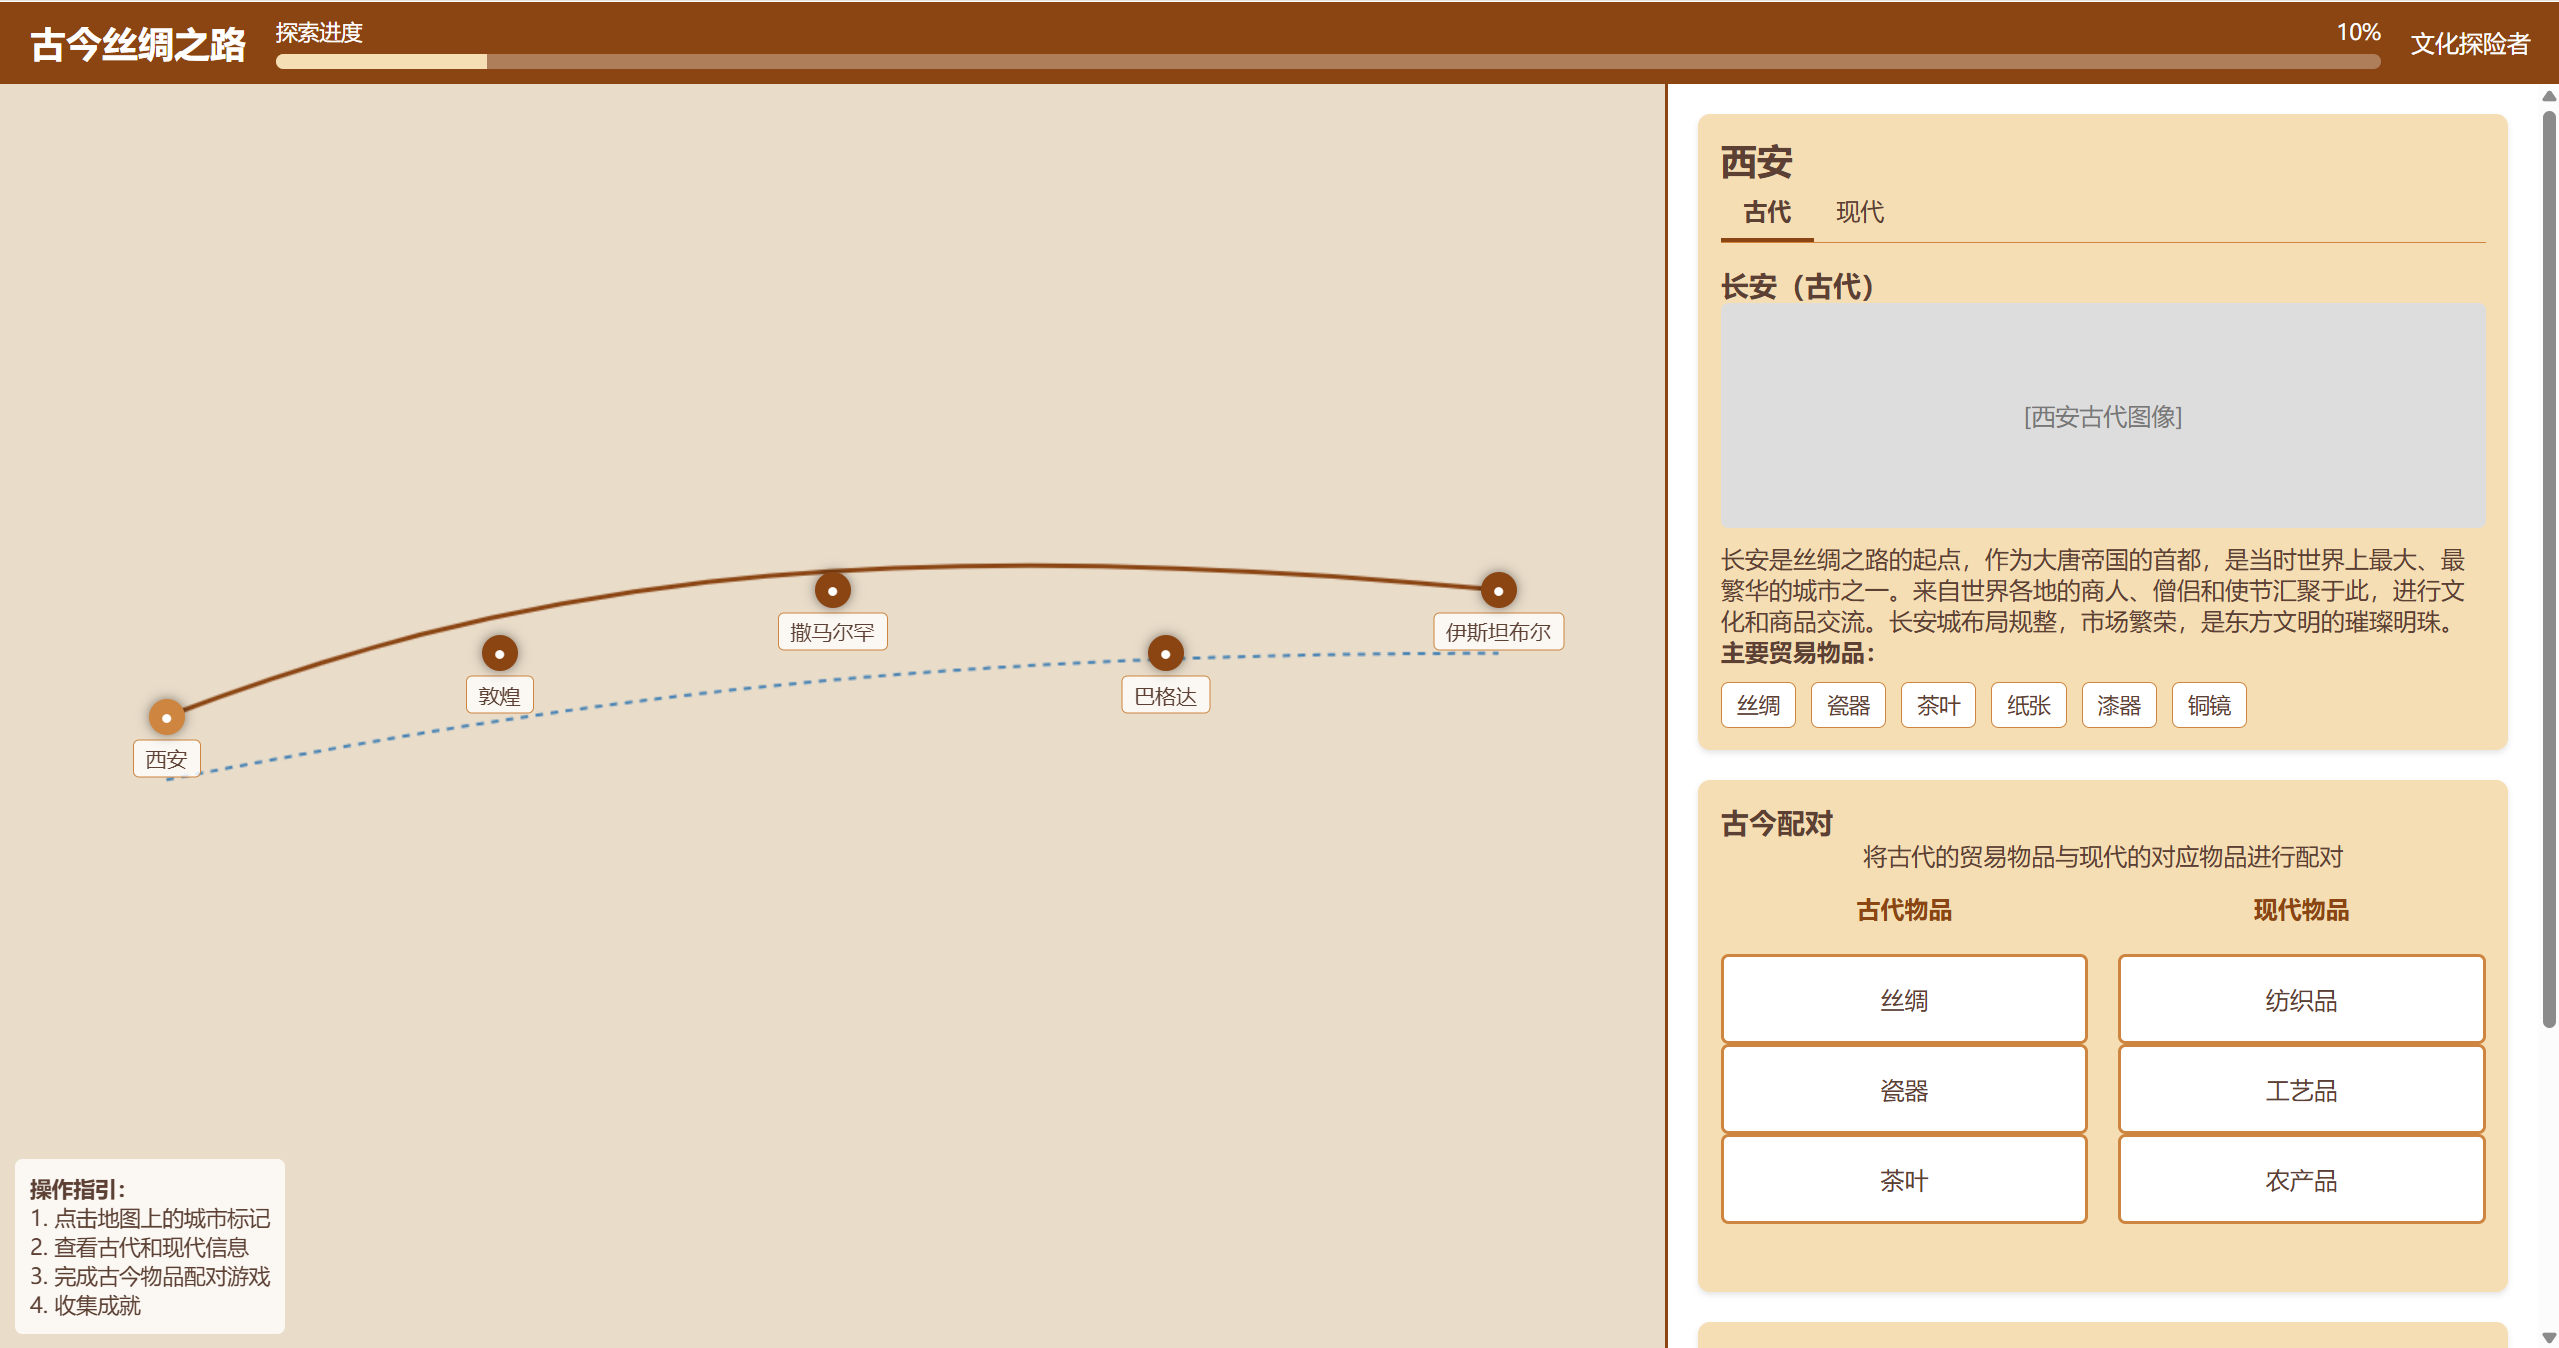 古今丝绸之路
探索进度
10%
文化探险者
西安
敦煌
撒马尔罕
巴格达
伊斯坦布尔
操作指引：
1. 点击地图上的城市标记
2. 查看古代和现代信息
3. 完成古今物品配对游戏
4. 收集成就
西安
古代
现代
长安（古代）
[西安古代图像]
长安是丝绸之路的起点，作为大唐帝国的首都，是当时世界上最大、最
繁华的城市之一。来自世界各地的商人、僧侣和使节汇聚于此，进行文
化和商品交流。长安城布局规整，市场繁荣，是东方文明的璀璨明珠。
主要贸易物品：
丝绸
瓷器
茶叶
纸张
漆器
铜镜
古今配对
将古代的贸易物品与现代的对应物品进行配对
古代物品
现代物品
丝绸
纺织品
瓷器
工艺品
茶叶
农产品